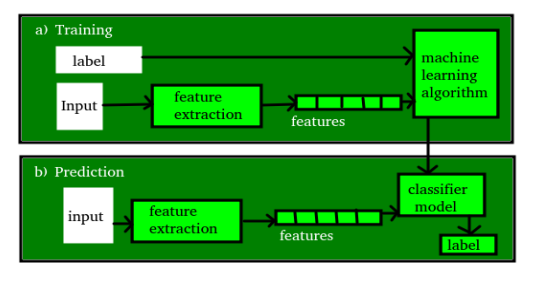 a) Training
label
machine
learning
algorithm
Input
feature
extraction
features
b) Prediction
input
feature
extraction
features
classifier
model
label